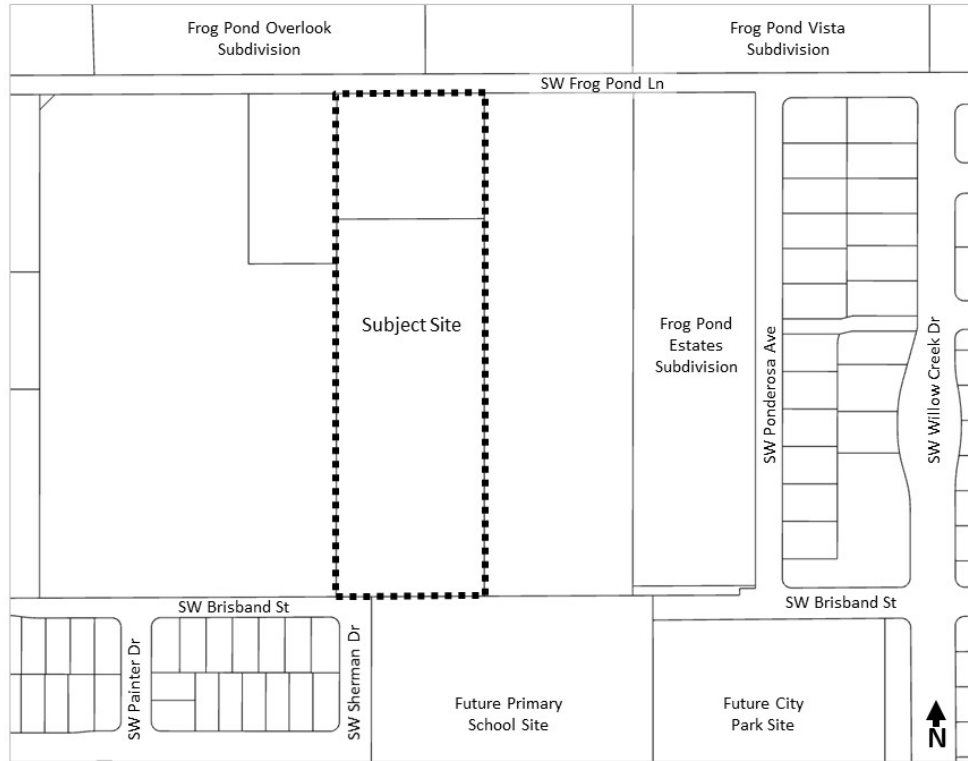 Frog Pond Overlook
Subdivision
Frog Pond Vista
Subdivision
SW Frog Pond Ln
Subject Site
Frog Pond
Estates
Subdivision
SW Ponderosa Ave
SW Willow Creek Dr
SW Brisband St
SW Brisband St
SW Painter Dr
SW Sherman Dr
Future Primary
School Site
Future City
Park Site
N